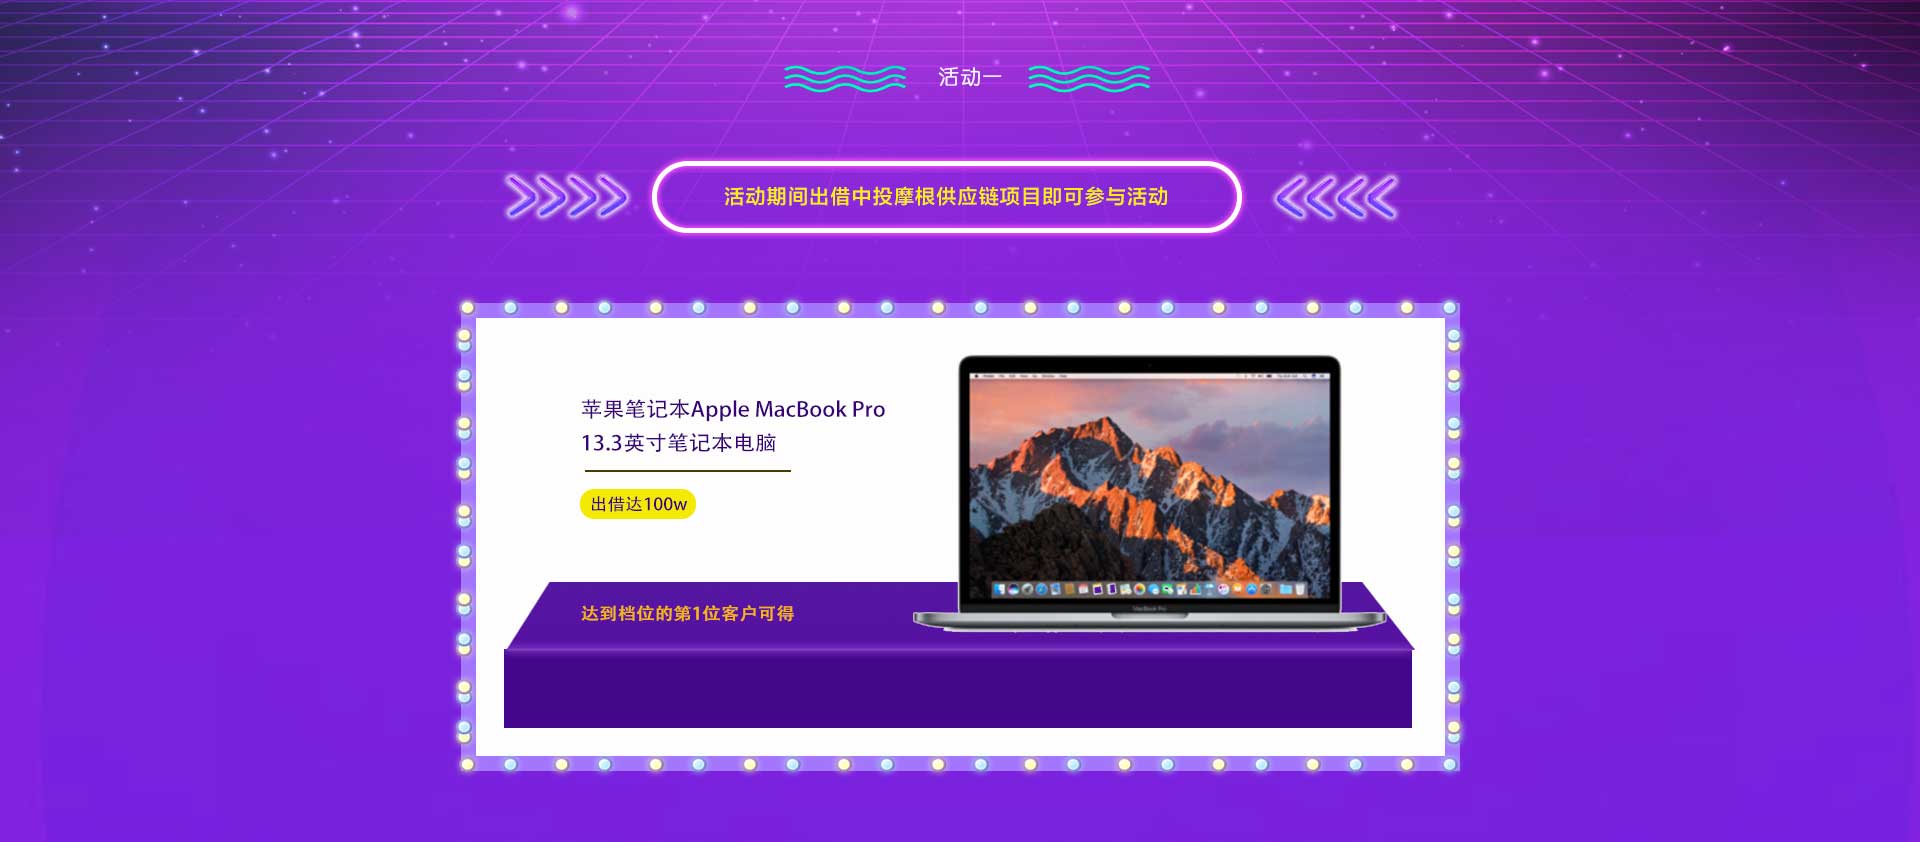 活动一
活动期间出借中投摩根供应链项目即可参与活动
苹果笔记本Apple MacBook Pro
13.3英寸笔记本电脑
出借达100w
达到档位的第1位客户可得
MacBook Pro